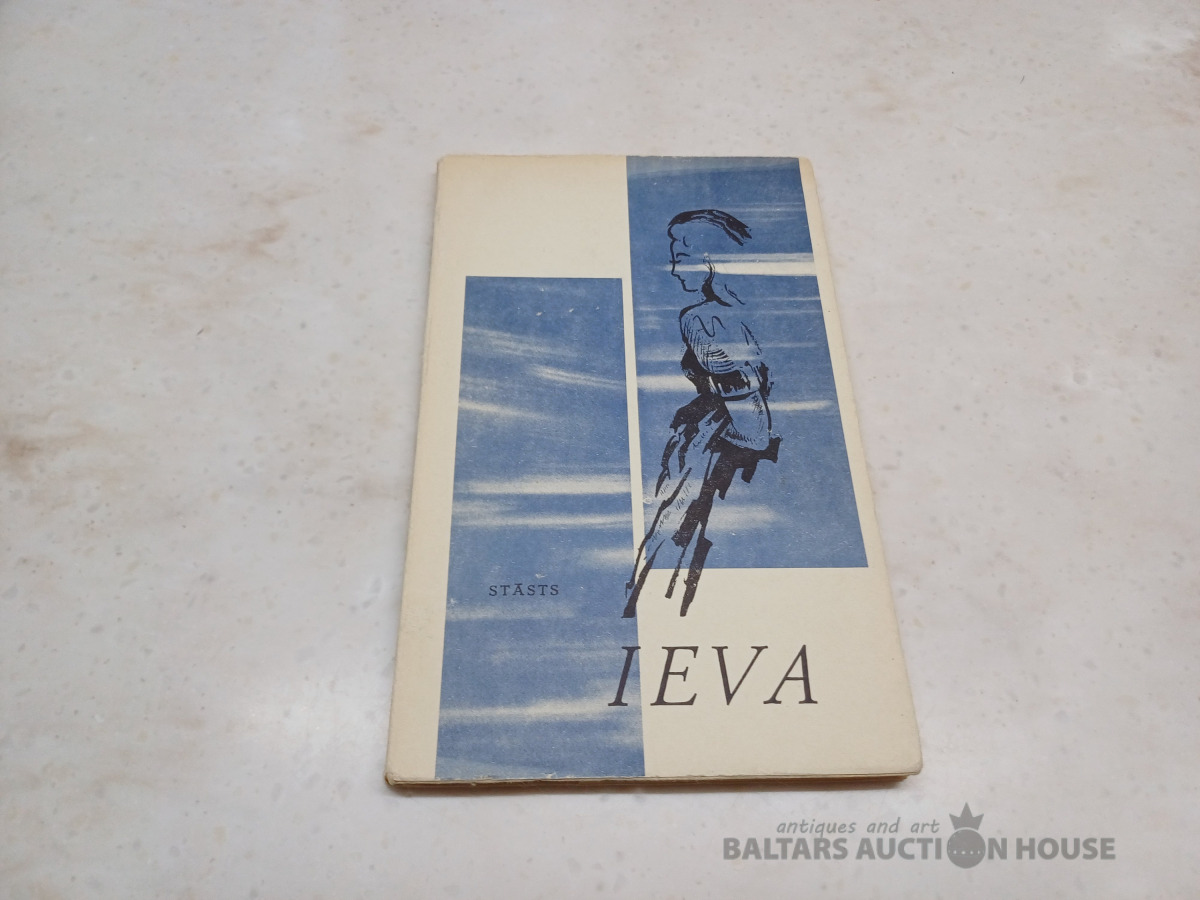 STĀSTS
IEVA
antiques and art
BALTARS AUCTION HOUSE